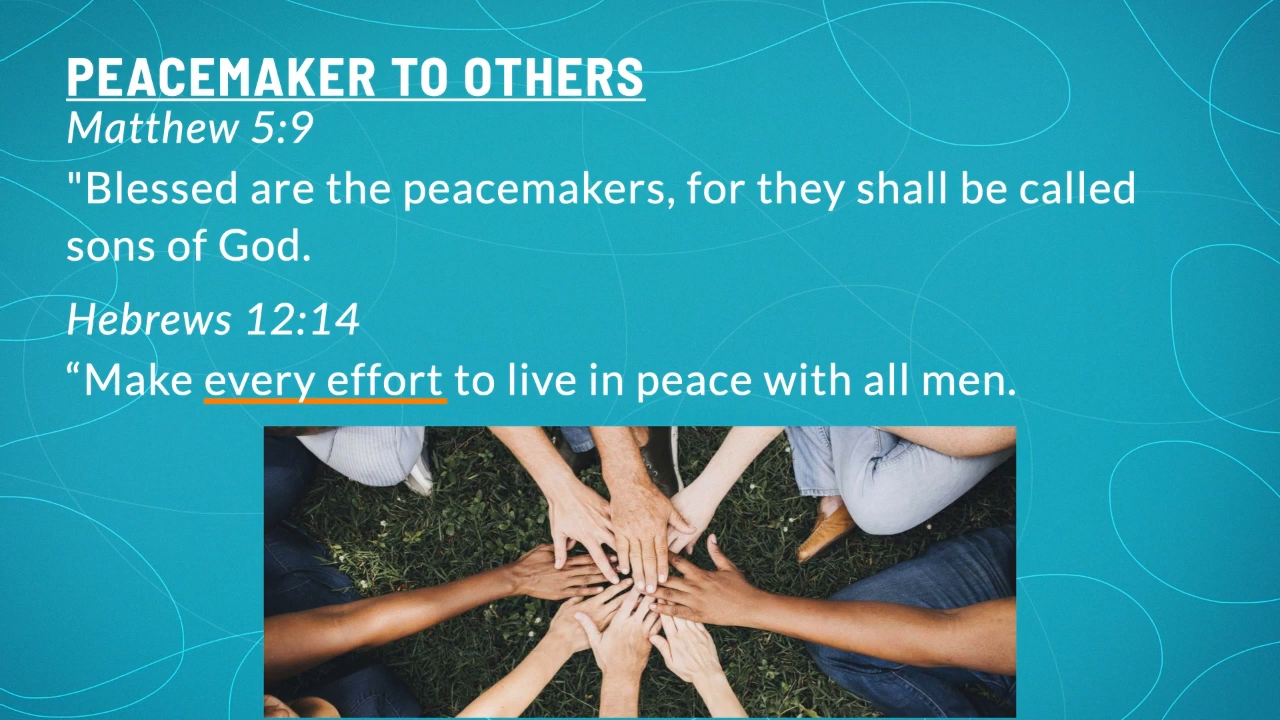 PEACEMAKER TO OTHERS
Matthew 5:9
"Blessed are the peacemakers, for they shall be called
sons of God.
Hebrews 12:14
“Make every effort to live in peace with all men.